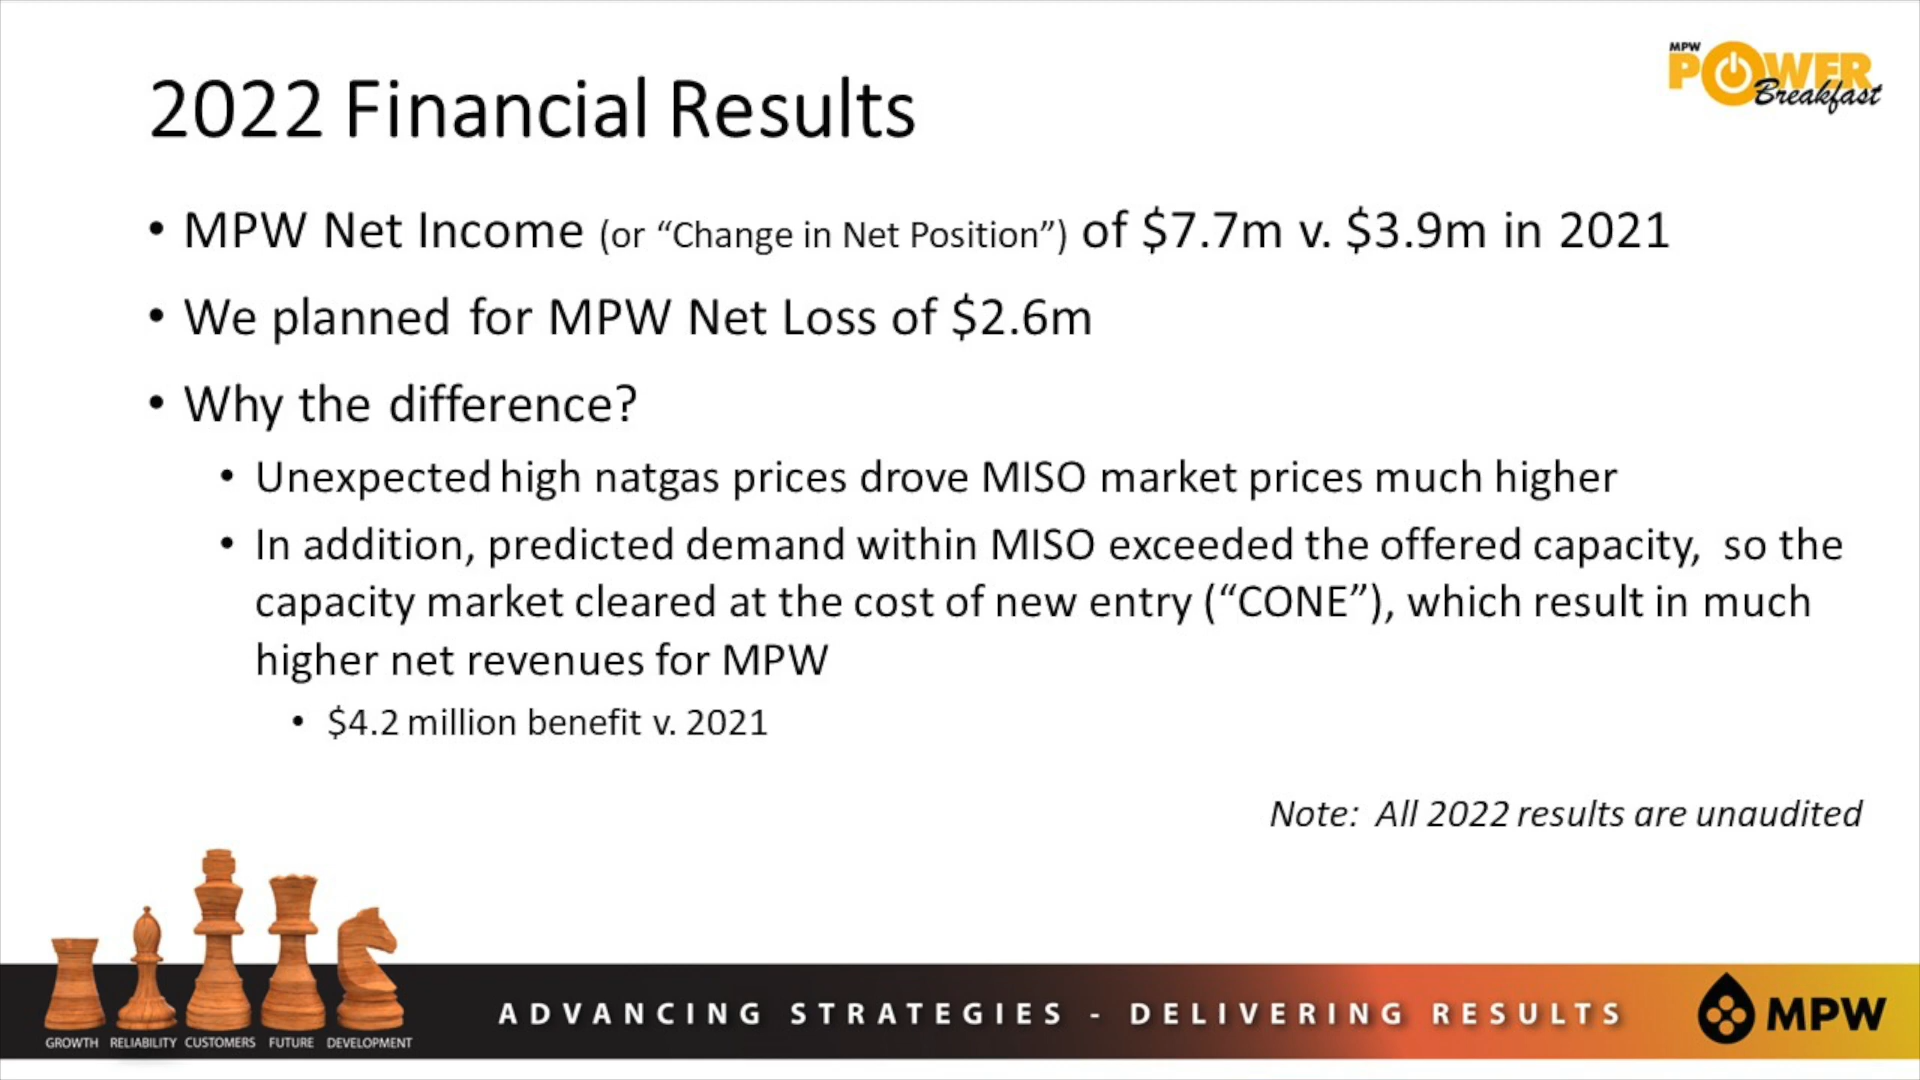 MPW
POWER
Breakfast
2022 Financial Results
• MPW Net Income (or “Change in Net Position”) of $7.7m v. $3.9m in 2021
• We planned for MPW Net Loss of $2.6m
• Why the difference?
• Unexpected high natgas prices drove MISO market prices much higher
• In addition, predicted demand within MISO exceeded the offered capacity, so the
capacity market cleared at the cost of new entry (“CONE”), which result in much
higher net revenues for MPW
• $4.2 million benefit v. 2021
Note: All 2022 results are unaudited
GROWTH RELIABILITY CUSTOMERS FUTURE DEVELOPMENT
ADVANCING STRATEGIES - DELIVERING RESULTS
MPW